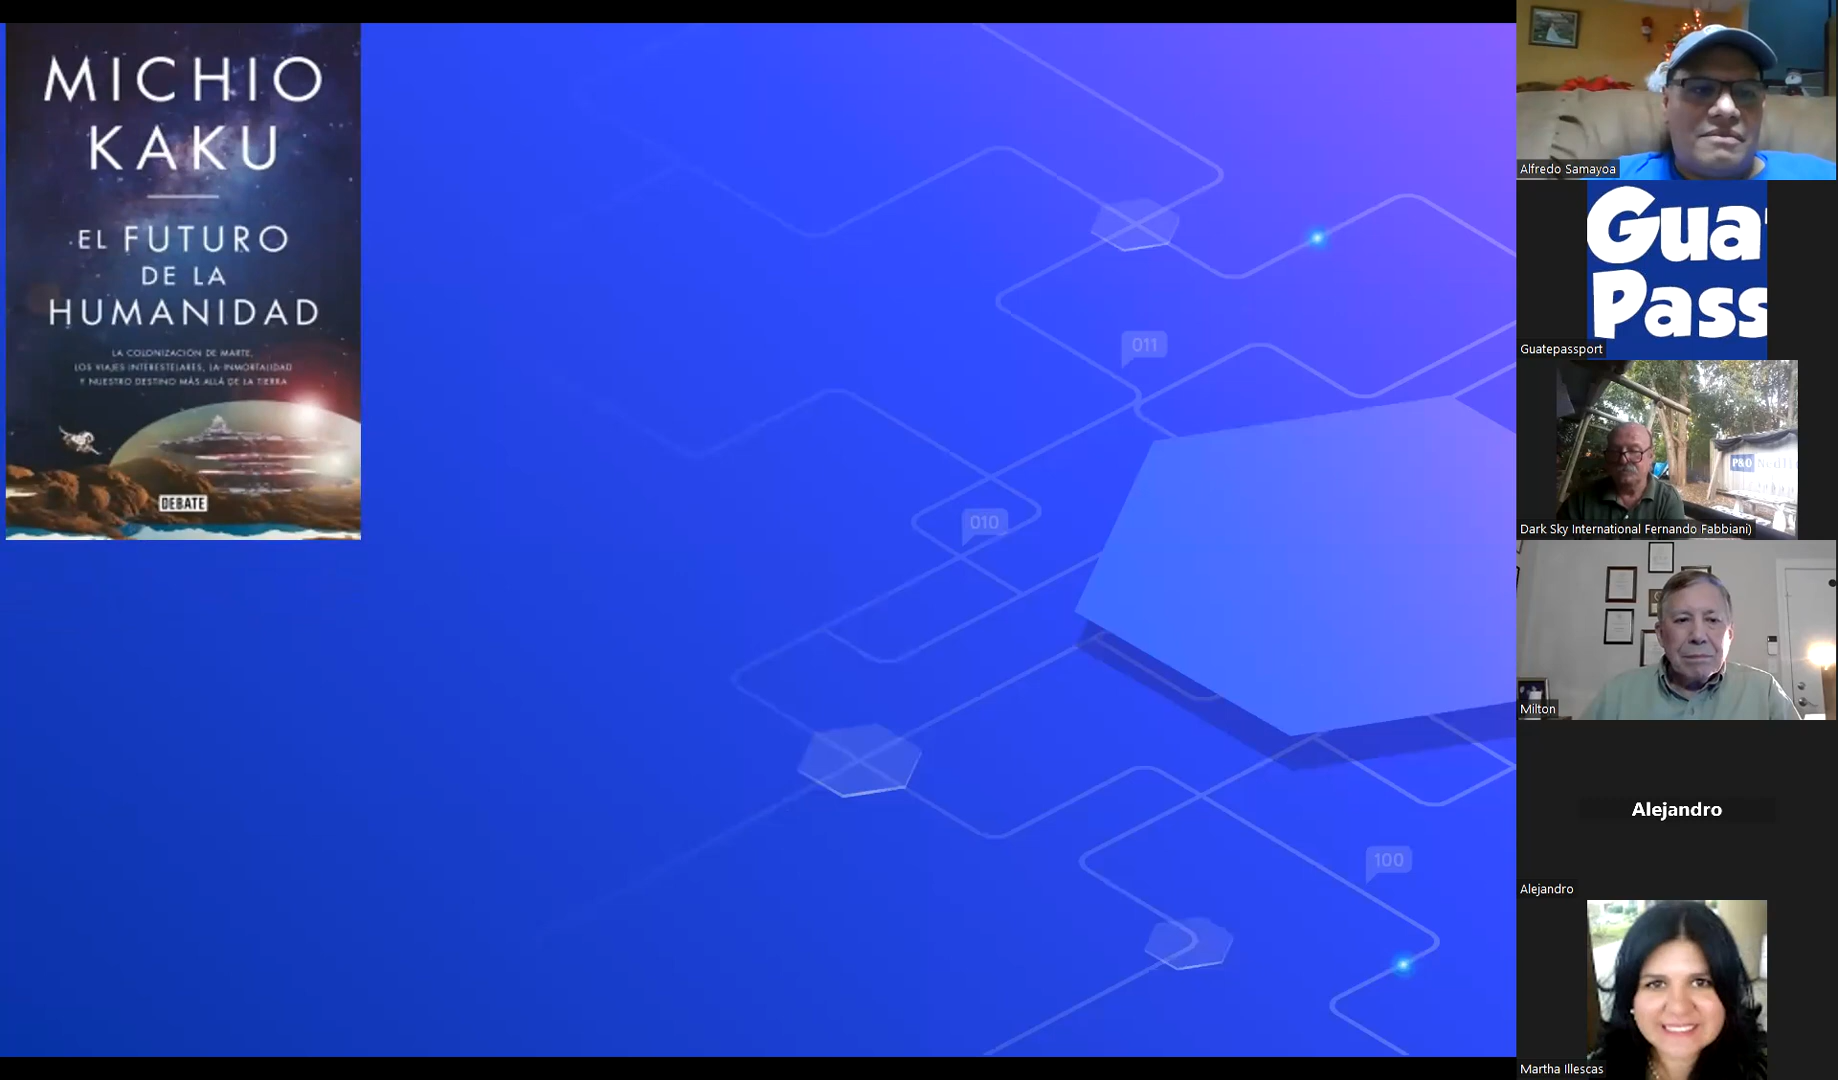 MICHIO
KAKU
EL FUTURO
DE LA
HUMANIDAD
LA COLONIZACIÓN DE MARTE,
LOS VIAJES INTERESTELARES, LA INMORTALIDAD
Y NUESTRO DESTINO MÁS ALLÁ DE LA TIERRA
DEBATE
011
010
100
Alfredo Samayoa
Gua
Pass
Guatepassport
P&O
Dark Sky International Fernando Fabbiani)
Milton
Alejandro
Alejandro
Martha Illescas